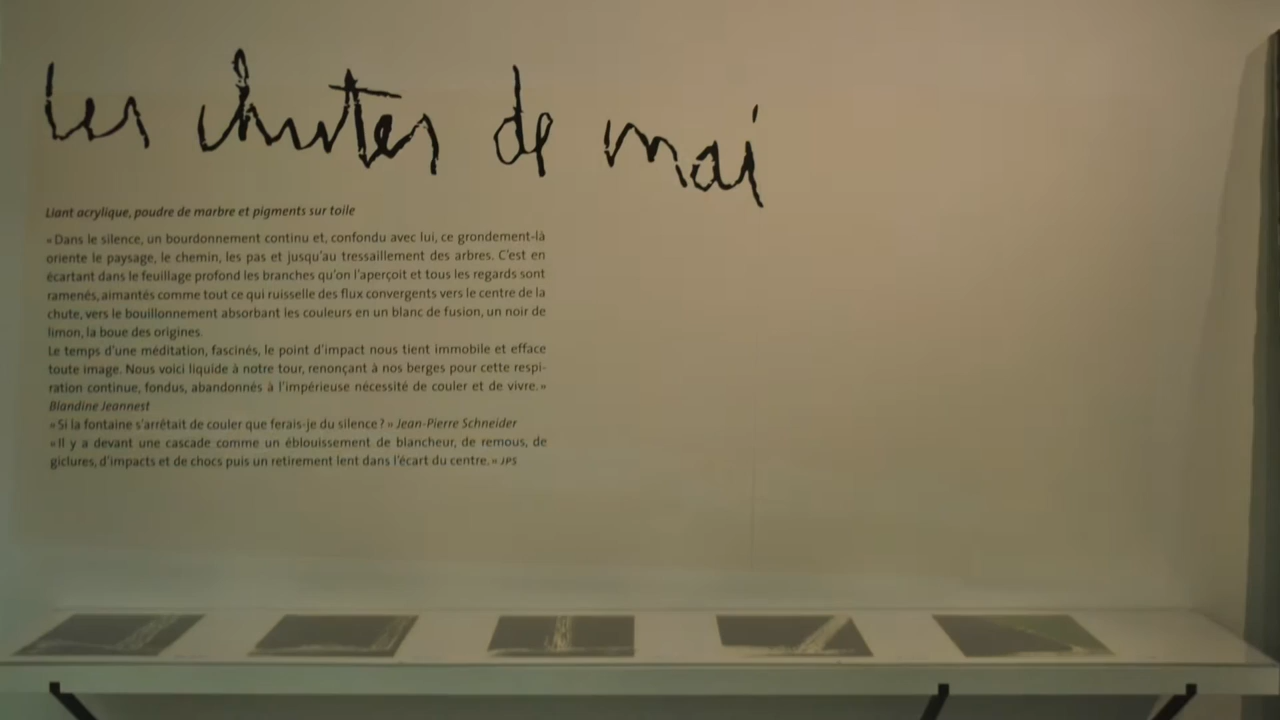 les chutes de mai
Liant acrylique, poudre de marbre et pigments sur toile
« Dans le silence, un bourdonnement continu et, confondu avec lui, ce grondement-là
oriente le paysage, le chemin, les pas et jusqu'au tressaillement des arbres. C'est en
écartant dans le feuillage profond les branches qu'on l'aperçoit et tous les regards sont
ramenés, aimantés comme tout ce qui ruisselle des flux convergents vers le centre de la
chute, vers le bouillonnement absorbant les couleurs en un blanc de fusion, un noir de
limon, la boue des origines.
Le temps d'une méditation, fascinés, le point d'impact nous tient immobile et efface
toute image. Nous voici liquide à notre tour, renonçant à nos berges pour cette respi-
ration continue, fondus, abandonnés à l'impérieuse nécessité de couler et de vivre. »
Blandine Jeannest
« Si la fontaine s'arrêtait de couler que ferais-je du silence ? » Jean-Pierre Schneider
« Il y a devant une cascade comme un éblouissement de blancheur, de remous, de
giclures, d'impacts et de chocs puis un retirement lent dans l'écart du centre. » JPS